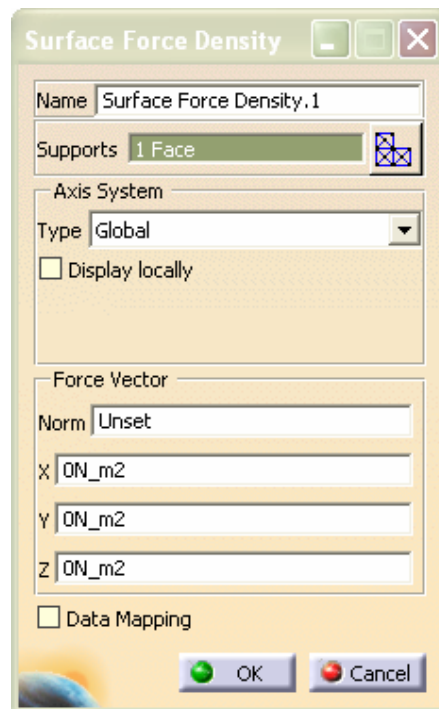 Surface Force Density
Name Surface Force Density.1
Supports 1 Face
Axis System
Type Global
Display locally
Force Vector
Norm Unset
X 0N_m2
Y 0N_m2
Z 0N_m2
Data Mapping
OK Cancel